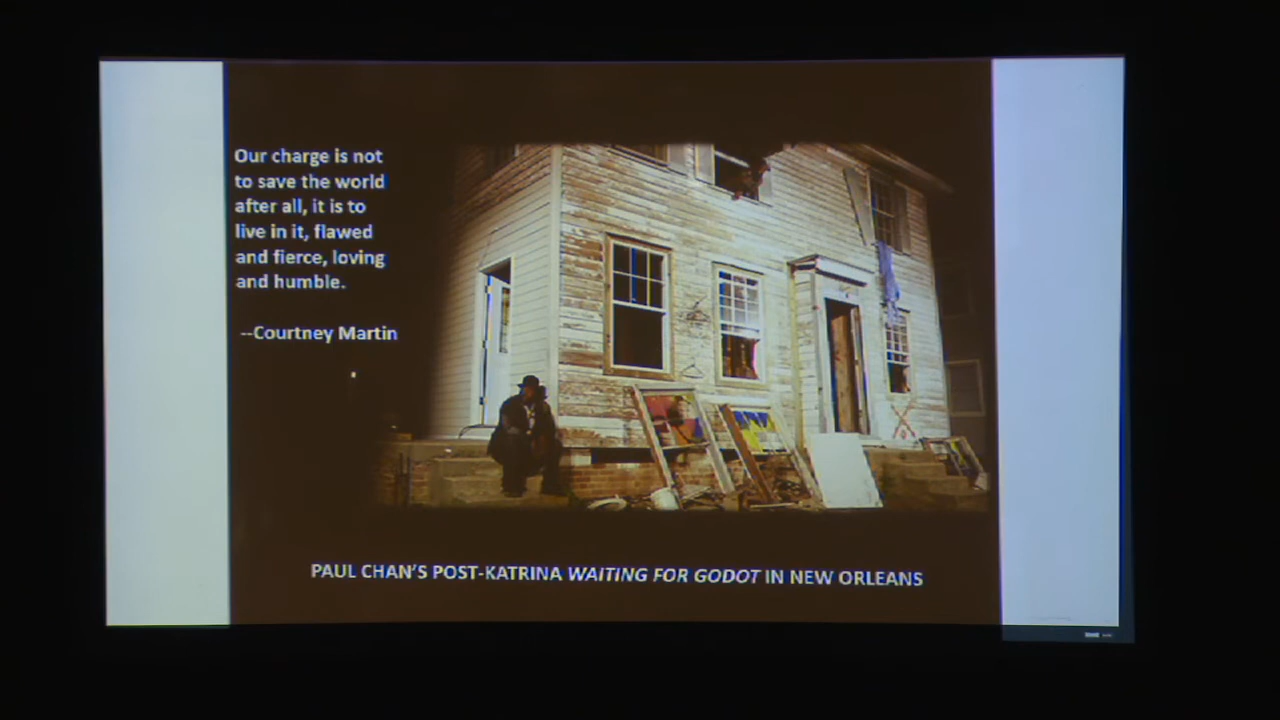 Our charge is not
to save the world
after all, it is to
live in it, flawed
and fierce, loving
and humble.
--Courtney Martin
PAUL CHAN'S POST-KATRINA WAITING FOR GODOT IN NEW ORLEANS